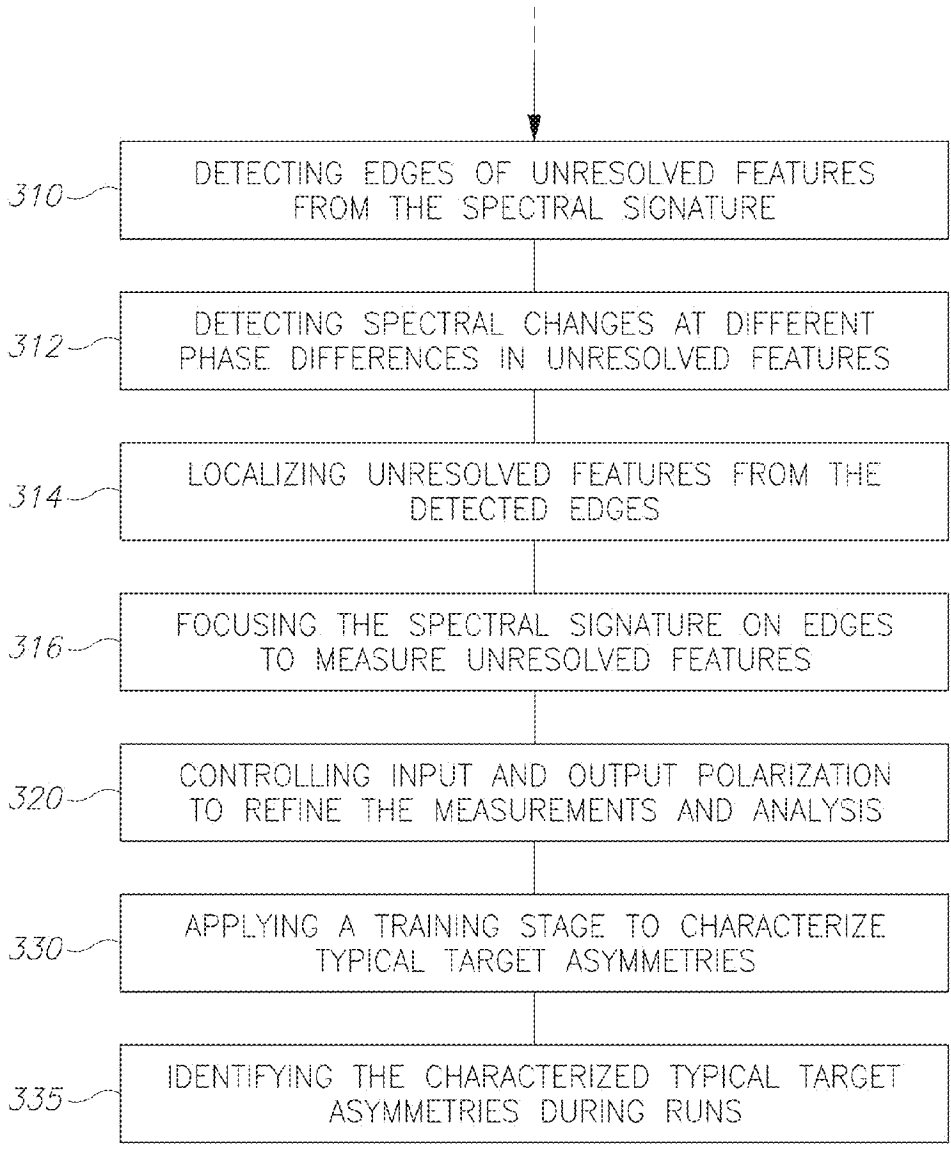 310
DETECTING EDGES OF UNRESOLVED FEATURES
FROM THE SPECTRAL SIGNATURE
312
DETECTING SPECTRAL CHANGES AT DIFFERENT
PHASE DIFFERENCES IN UNRESOLVED FEATURES
314
LOCALIZING UNRESOLVED FEATURES FROM THE
DETECTED EDGES
316
FOCUSING THE SPECTRAL SIGNATURE ON EDGES
TO MEASURE UNRESOLVED FEATURES
320
CONTROLLING INPUT AND OUTPUT POLARIZATION
TO REFINE THE MEASUREMENTS AND ANALYSIS
330
APPLYING A TRAINING STAGE TO CHARACTERIZE
TYPICAL TARGET ASYMMETRIES
335
IDENTIFYING THE CHARACTERIZED TYPICAL TARGET
ASYMMETRIES DURING RUNS